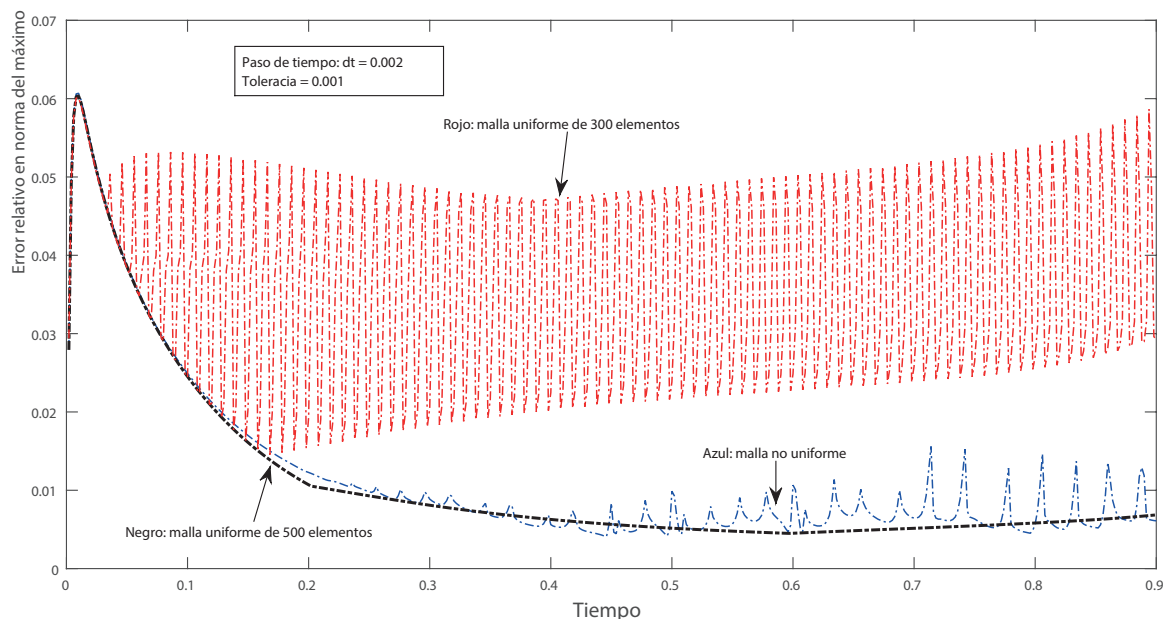 0.07
0.06
0.05
0.04
0.03
0.02
0.01
0
Error relativo en norma del máximo
Paso de tiempo: dt = 0.002
Toleracia = 0.001
Rojo: malla uniforme de 300 elementos
Azul: malla no uniforme
Negro: malla uniforme de 500 elementos
0 0.1 0.2 0.3 0.4 0.5 0.6 0.7 0.8 0.9
Tiempo